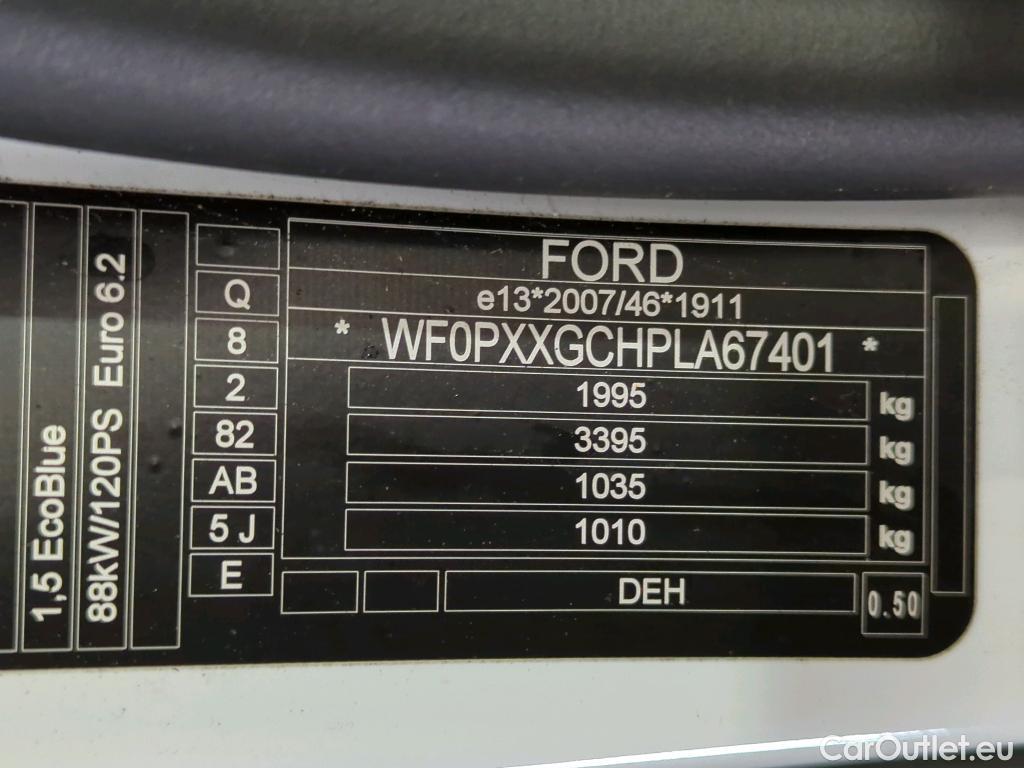 FORD
e13*2007/46*1911
* WF0PXXGCHPLA67401 *
1995 kg
3395 kg
1035 kg
1010 kg
DEH 0.50
Q
8
2
82
AB
5 J
E
1,5 EcoBlue
88kW/120PS Euro 6.2
CarOutlet.eu